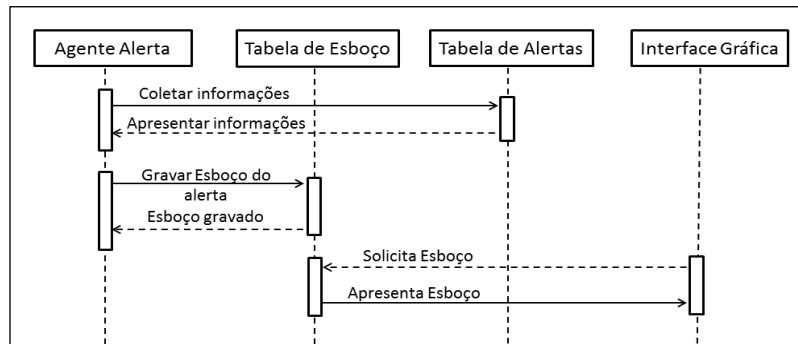 Agente Alerta
Tabela de Esboço
Tabela de Alertas
Interface Gráfica
Coletar informações
Apresentar informações
Gravar Esboço do
alerta
Esboço gravado
Solicita Esboço
Apresenta Esboço